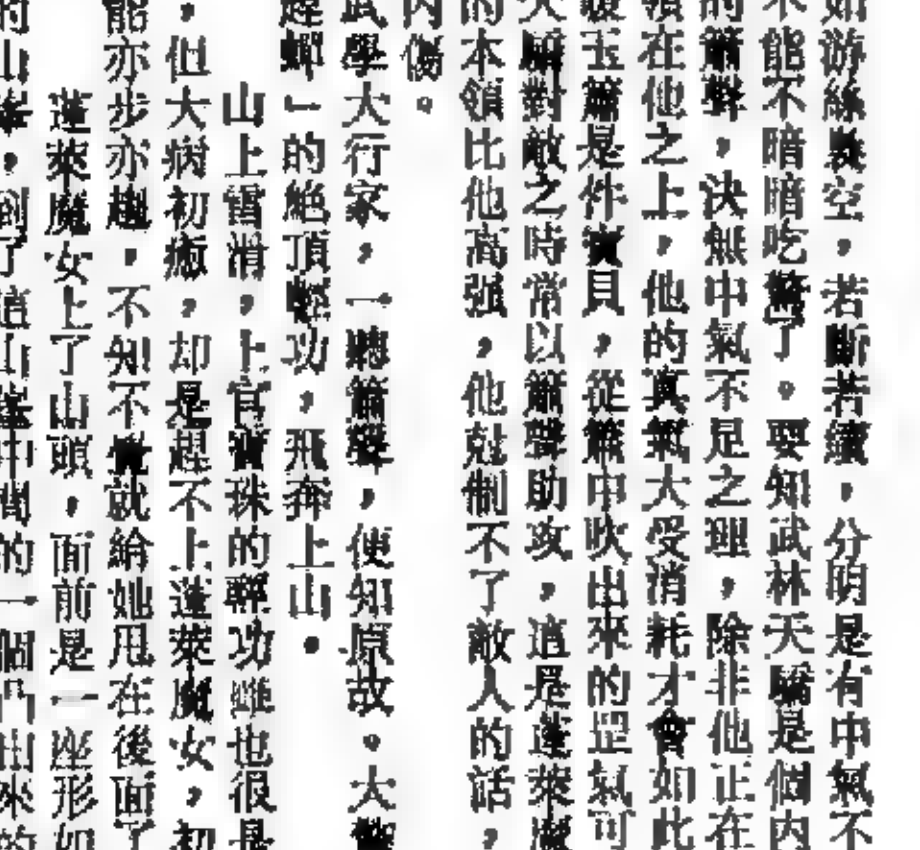 如游絲裊空，若斷若續，分明是有中氣不
不能不暗暗吃驚了。要知武林天驕是個內
的簫聲，決無中氣不足之理，除非他正在
領在他之上，他的真氣大受消耗才會如此
暖玉簫是件寶貝，從簫中吹出來的罡氣可
天驕對敵之時常以簫聲助攻，這是蓬萊魔
的本領比他高强，他尅制不了敵人的話，
內傷。
武學大行家，一聽簫聲，便知原故。大驚
趕蟬」的絕頂輕功，飛奔上山。
山上雪滑，上官寶珠的輕功雖也很是
，但大病初癒，却是趕不上蓬萊魔女，初
能亦步亦趨，不知不覺就給她甩在後面了
蓬萊魔女上了山頭，面前是一座形如
的山峯，到了這山峯中間的一個凸出來的